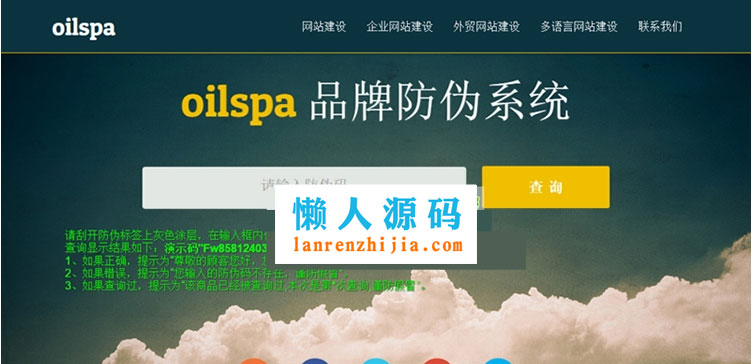 oilspa 网站建设 企业网站建设 外贸网站建设 多语言网站建设 联系我们
oilspa 品牌防伪系统
请输入防伪码 查询
懒人源码
lanrenzhijia.com
请刮开防伪标签上灰色涂层，在输入框内
查询显示结果如下：演示码"Fw85812403
1、如果正确，提示为"尊敬的顾客您好，
2、如果错误，提示为"您输入的防伪码不存在，谨防假冒"。
3、如果查询过，提示为"该商品已经被查询过,本次是第*次查询,谨防假冒"。